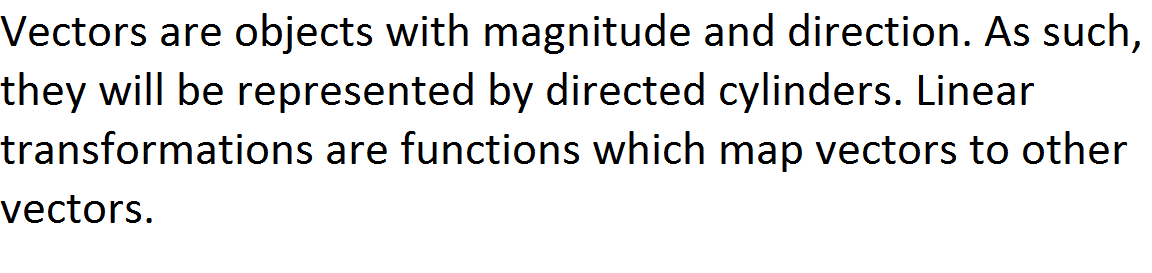 Vectors are objects with magnitude and direction. As such,
they will be represented by directed cylinders. Linear
transformations are functions which map vectors to other
vectors.